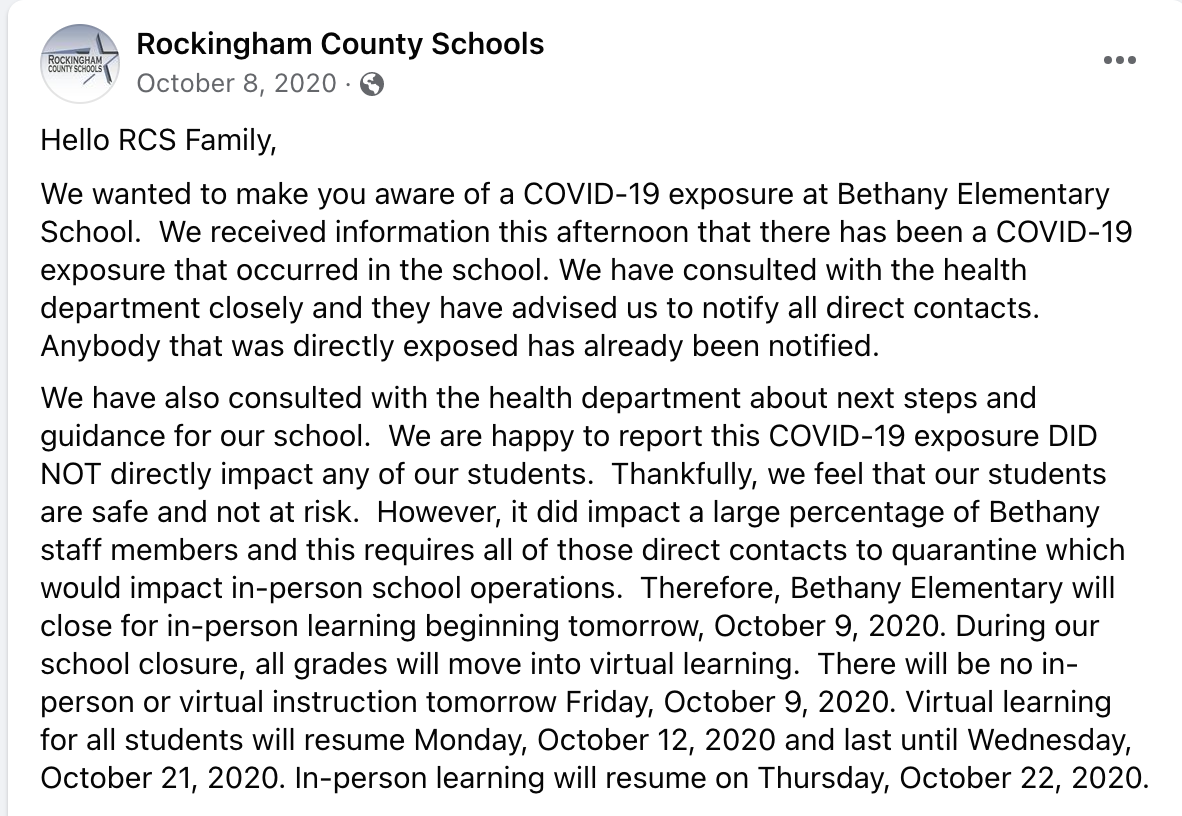 ROCKINGHAM
COUNTY SCHOOLS
Rockingham County Schools
October 8, 2020 ·
Hello RCS Family,
We wanted to make you aware of a COVID-19 exposure at Bethany Elementary
School.  We received information this afternoon that there has been a COVID-19
exposure that occurred in the school. We have consulted with the health
department closely and they have advised us to notify all direct contacts.
Anybody that was directly exposed has already been notified.
We have also consulted with the health department about next steps and
guidance for our school.  We are happy to report this COVID-19 exposure DID
NOT directly impact any of our students.  Thankfully, we feel that our students
are safe and not at risk.  However, it did impact a large percentage of Bethany
staff members and this requires all of those direct contacts to quarantine which
would impact in-person school operations.  Therefore, Bethany Elementary will
close for in-person learning beginning tomorrow, October 9, 2020. During our
school closure, all grades will move into virtual learning.  There will be no in-
person or virtual instruction tomorrow Friday, October 9, 2020. Virtual learning
for all students will resume Monday, October 12, 2020 and last until Wednesday,
October 21, 2020. In-person learning will resume on Thursday, October 22, 2020.